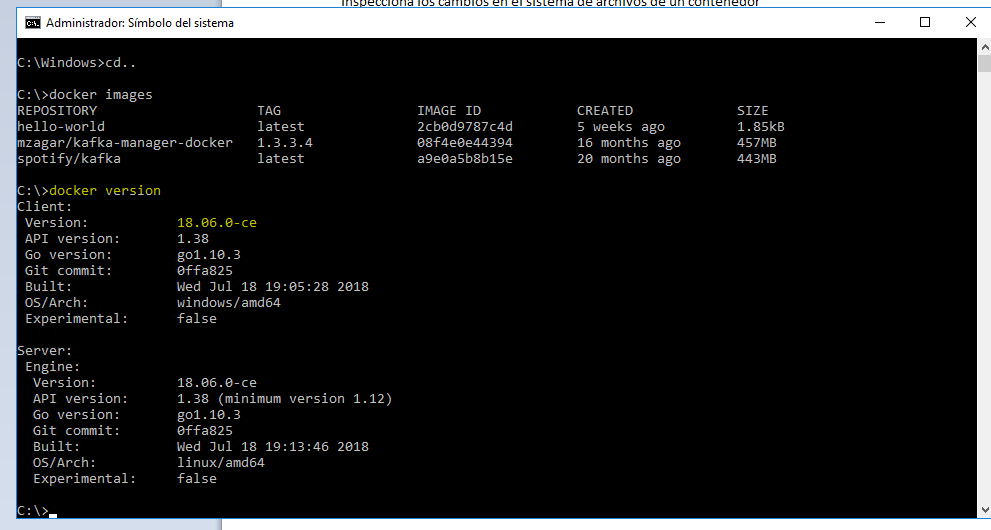 Inspecciona los cambios en el sistema de archivos de un contenedor
Administrador: Símbolo del sistema
C:\Windows>cd..
C:\>docker images
REPOSITORY TAG IMAGE ID CREATED SIZE
hello-world latest 2cb0d9787c4d 5 weeks ago 1.85kB
mzagar/kafka-manager-docker 1.3.3.4 08f4e0e44394 16 months ago 457MB
spotify/kafka latest a9e0a5b8b15e 20 months ago 443MB
C:\>docker version
Client:
Version: 18.06.0-ce
API version: 1.38
Go version: go1.10.3
Git commit: 0ffa825
Built: Wed Jul 18 19:05:28 2018
OS/Arch: windows/amd64
Experimental: false
Server:
Engine:
Version: 18.06.0-ce
API version: 1.38 (minimum version 1.12)
Go version: go1.10.3
Git commit: 0ffa825
Built: Wed Jul 18 19:13:46 2018
OS/Arch: linux/amd64
Experimental: false
C:\>